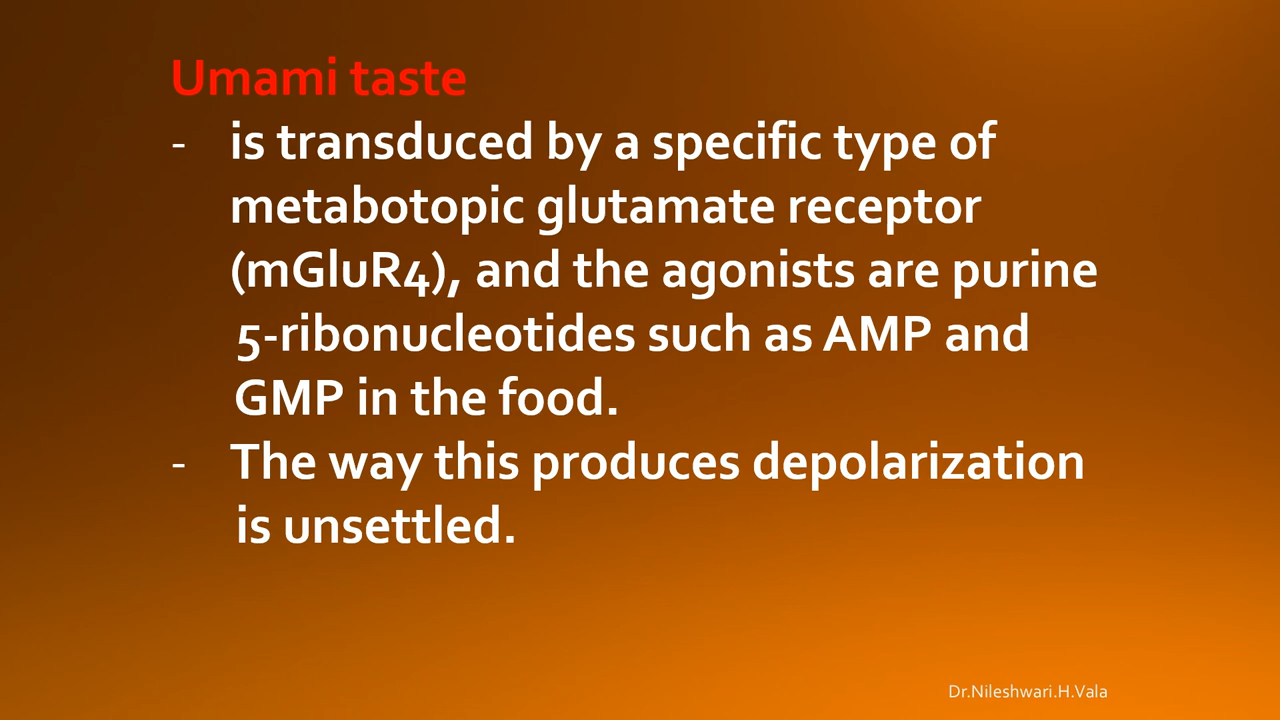 Umami taste
- is transduced by a specific type of
metabotopic glutamate receptor
(mGluR4), and the agonists are purine
5-ribonucleotides such as AMP and
GMP in the food.
- The way this produces depolarization
is unsettled.
Dr.Nileshwari.H.Vala